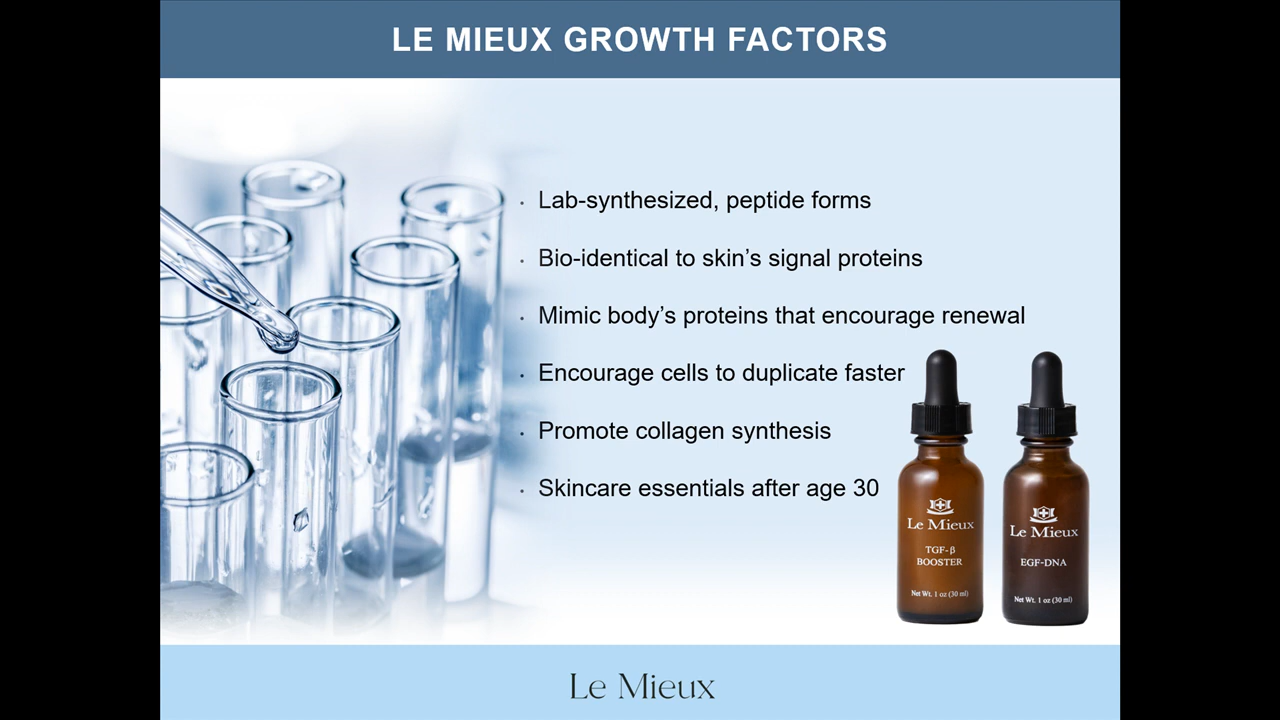 LE MIEUX GROWTH FACTORS
· Lab-synthesized, peptide forms
· Bio-identical to skin’s signal proteins
· Mimic body’s proteins that encourage renewal
· Encourage cells to duplicate faster
· Promote collagen synthesis
· Skincare essentials after age 30
Le Mieux
TGF-β
BOOSTER
Net Wt. 1 oz (30 ml)
Le Mieux
EGF-DNA
Net Wt. 1 oz (30 ml)
Le Mieux